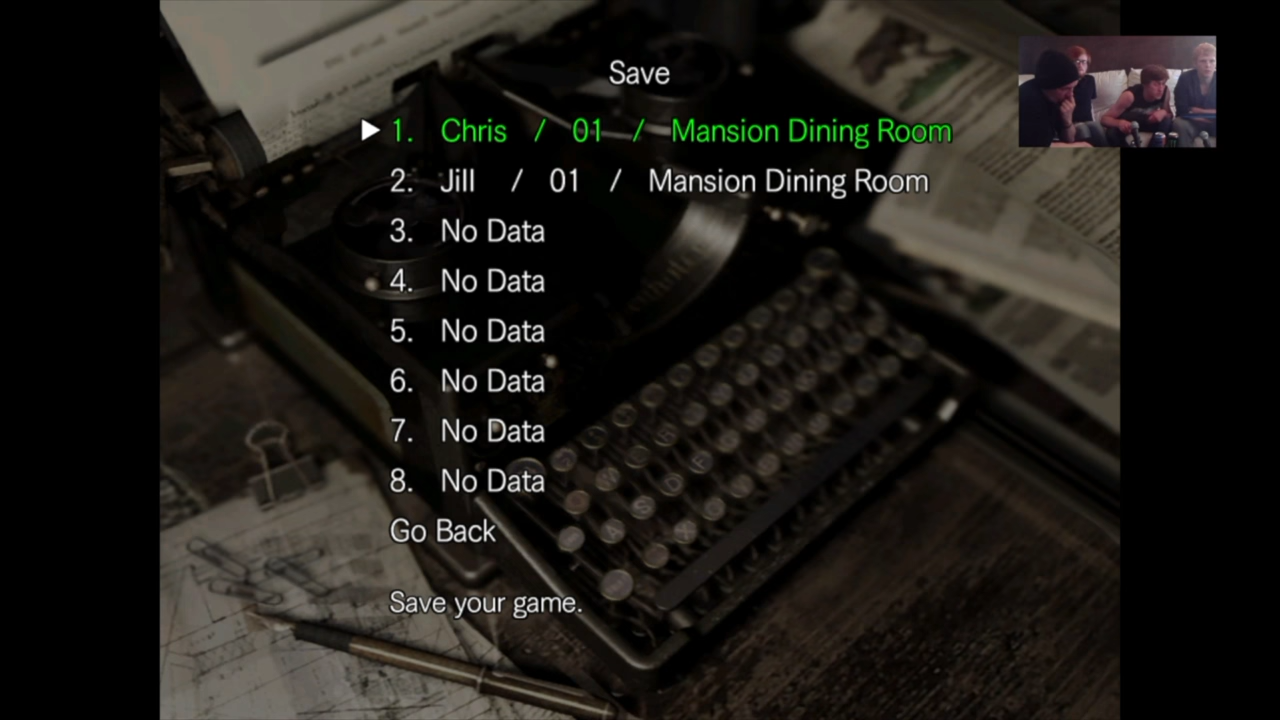 Save
1. Chris / 01 / Mansion Dining Room
2. Jill / 01 / Mansion Dining Room
3. No Data
4. No Data
5. No Data
6. No Data
7. No Data
8. No Data
Go Back
Save your game.